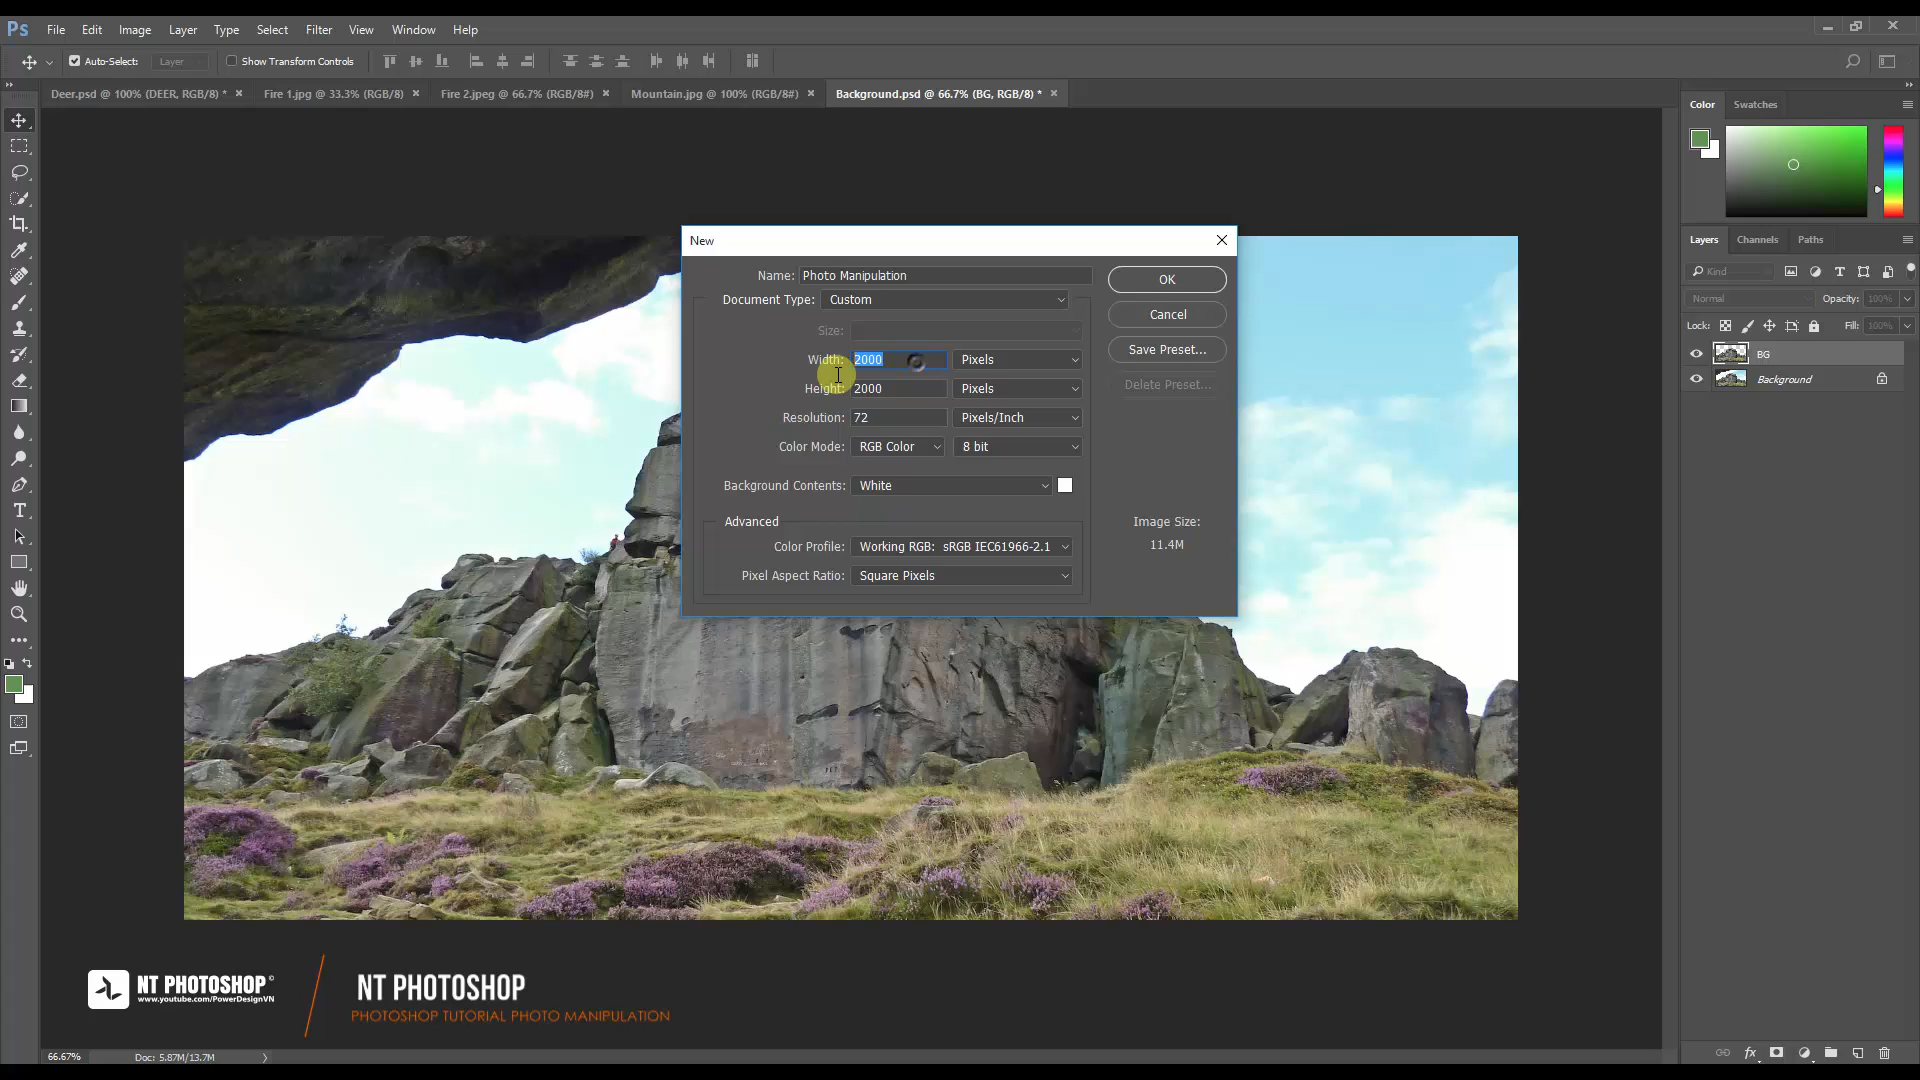 Ps File Edit Image Layer Type Select Filter View Window Help
Auto-Select: Layer Show Transform Controls
Deer.psd @ 100% (DEER, RGB/8) * × Fire 1.jpg @ 33.3% (RGB/8) × Fire 2.jpeg @ 66.7% (RGB/8#) × Mountain.jpg @ 100% (RGB/8#) × Background.psd @ 66.7% (BG, RGB/8) * ×
Color Swatches
New
Name: Photo Manipulation
OK
Document Type: Custom
Cancel
Size:
Save Preset...
Width: 2000 Pixels
Delete Preset...
Height: 2000 Pixels
Resolution: 72 Pixels/Inch
Color Mode: RGB Color 8 bit
Background Contents: White
Advanced
Image Size:
11.4M
Color Profile: Working RGB: sRGB IEC61966-2.1
Pixel Aspect Ratio: Square Pixels
Layers Channels Paths
Kind
Normal Opacity: 100%
Lock: Fill: 100%
BG
Background
NT PHOTOSHOP©
www.youtube.com/PowerDesignVN
NT PHOTOSHOP
PHOTOSHOP TUTORIAL PHOTO MANIPULATION
66.67% Doc: 5.87M/13.7M